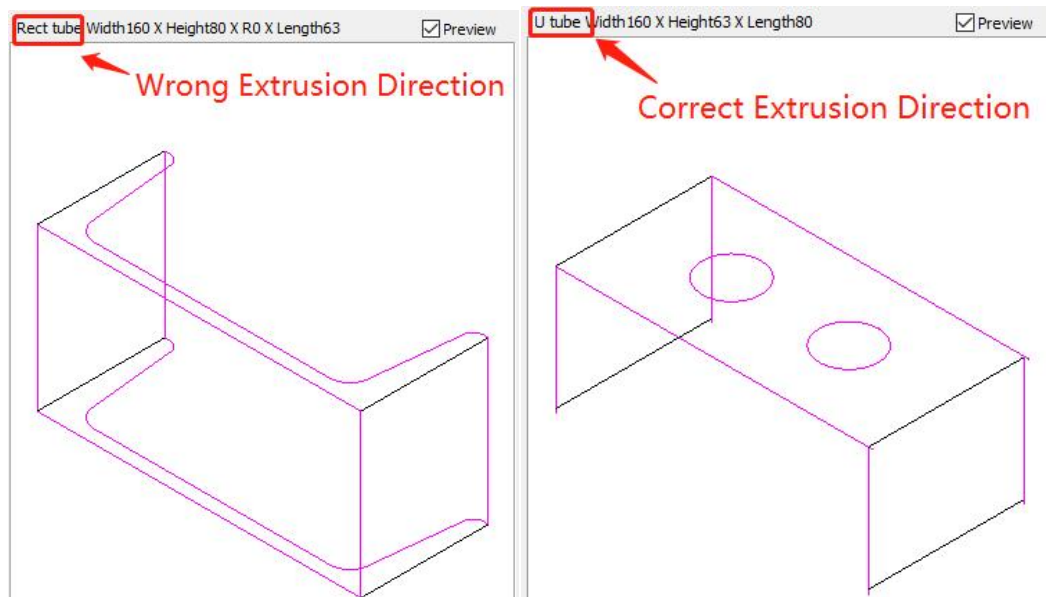 Rect tube Width160 X Height80 X R0 X Length63
Preview
Wrong Extrusion Direction
U tube Width160 X Height63 X Length80
Preview
Correct Extrusion Direction